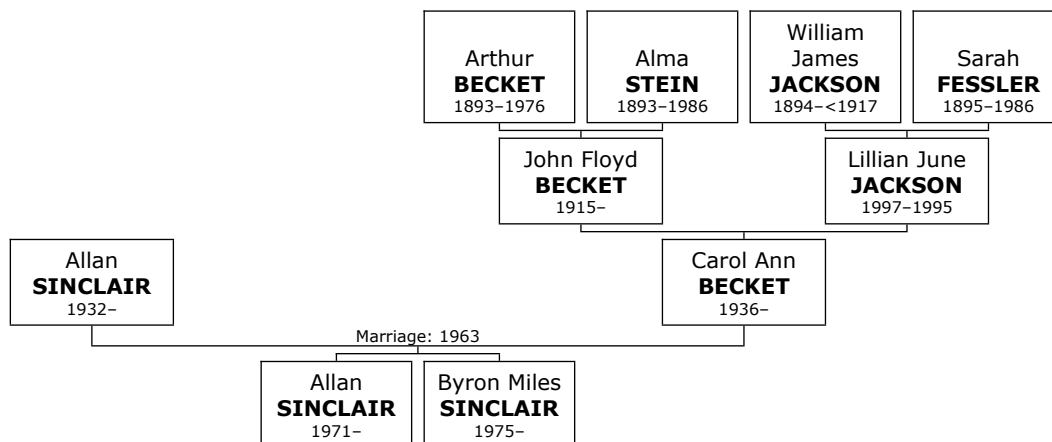 Arthur
BECKET
1893–1976
Alma
STEIN
1893–1986
William
James
JACKSON
1894–<1917
Sarah
FESSLER
1895–1986
John Floyd
BECKET
1915–
Lillian June
JACKSON
1997–1995
Allan
SINCLAIR
1932–
Carol Ann
BECKET
1936–
Marriage: 1963
Allan
SINCLAIR
1971–
Byron Miles
SINCLAIR
1975–